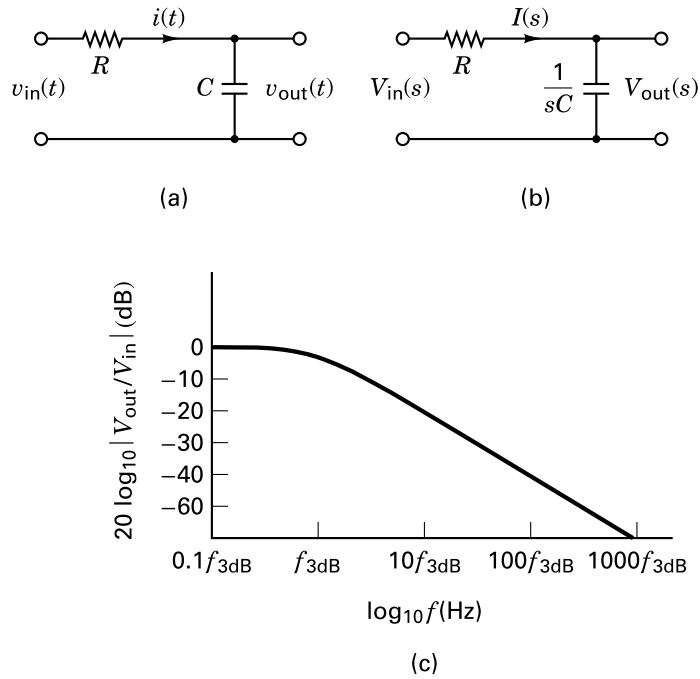 i(t) I(s)
R R
v_in(t) C v_out(t) V_in(s) 1/sC V_out(s)
(a) (b)
20 log₁₀|V_out/V_in|(dB)
0
−10
−20
−30
−40
−60
0.1f_3dB f_3dB 10f_3dB 100f_3dB 1000f_3dB
log₁₀f(Hz)
(c)